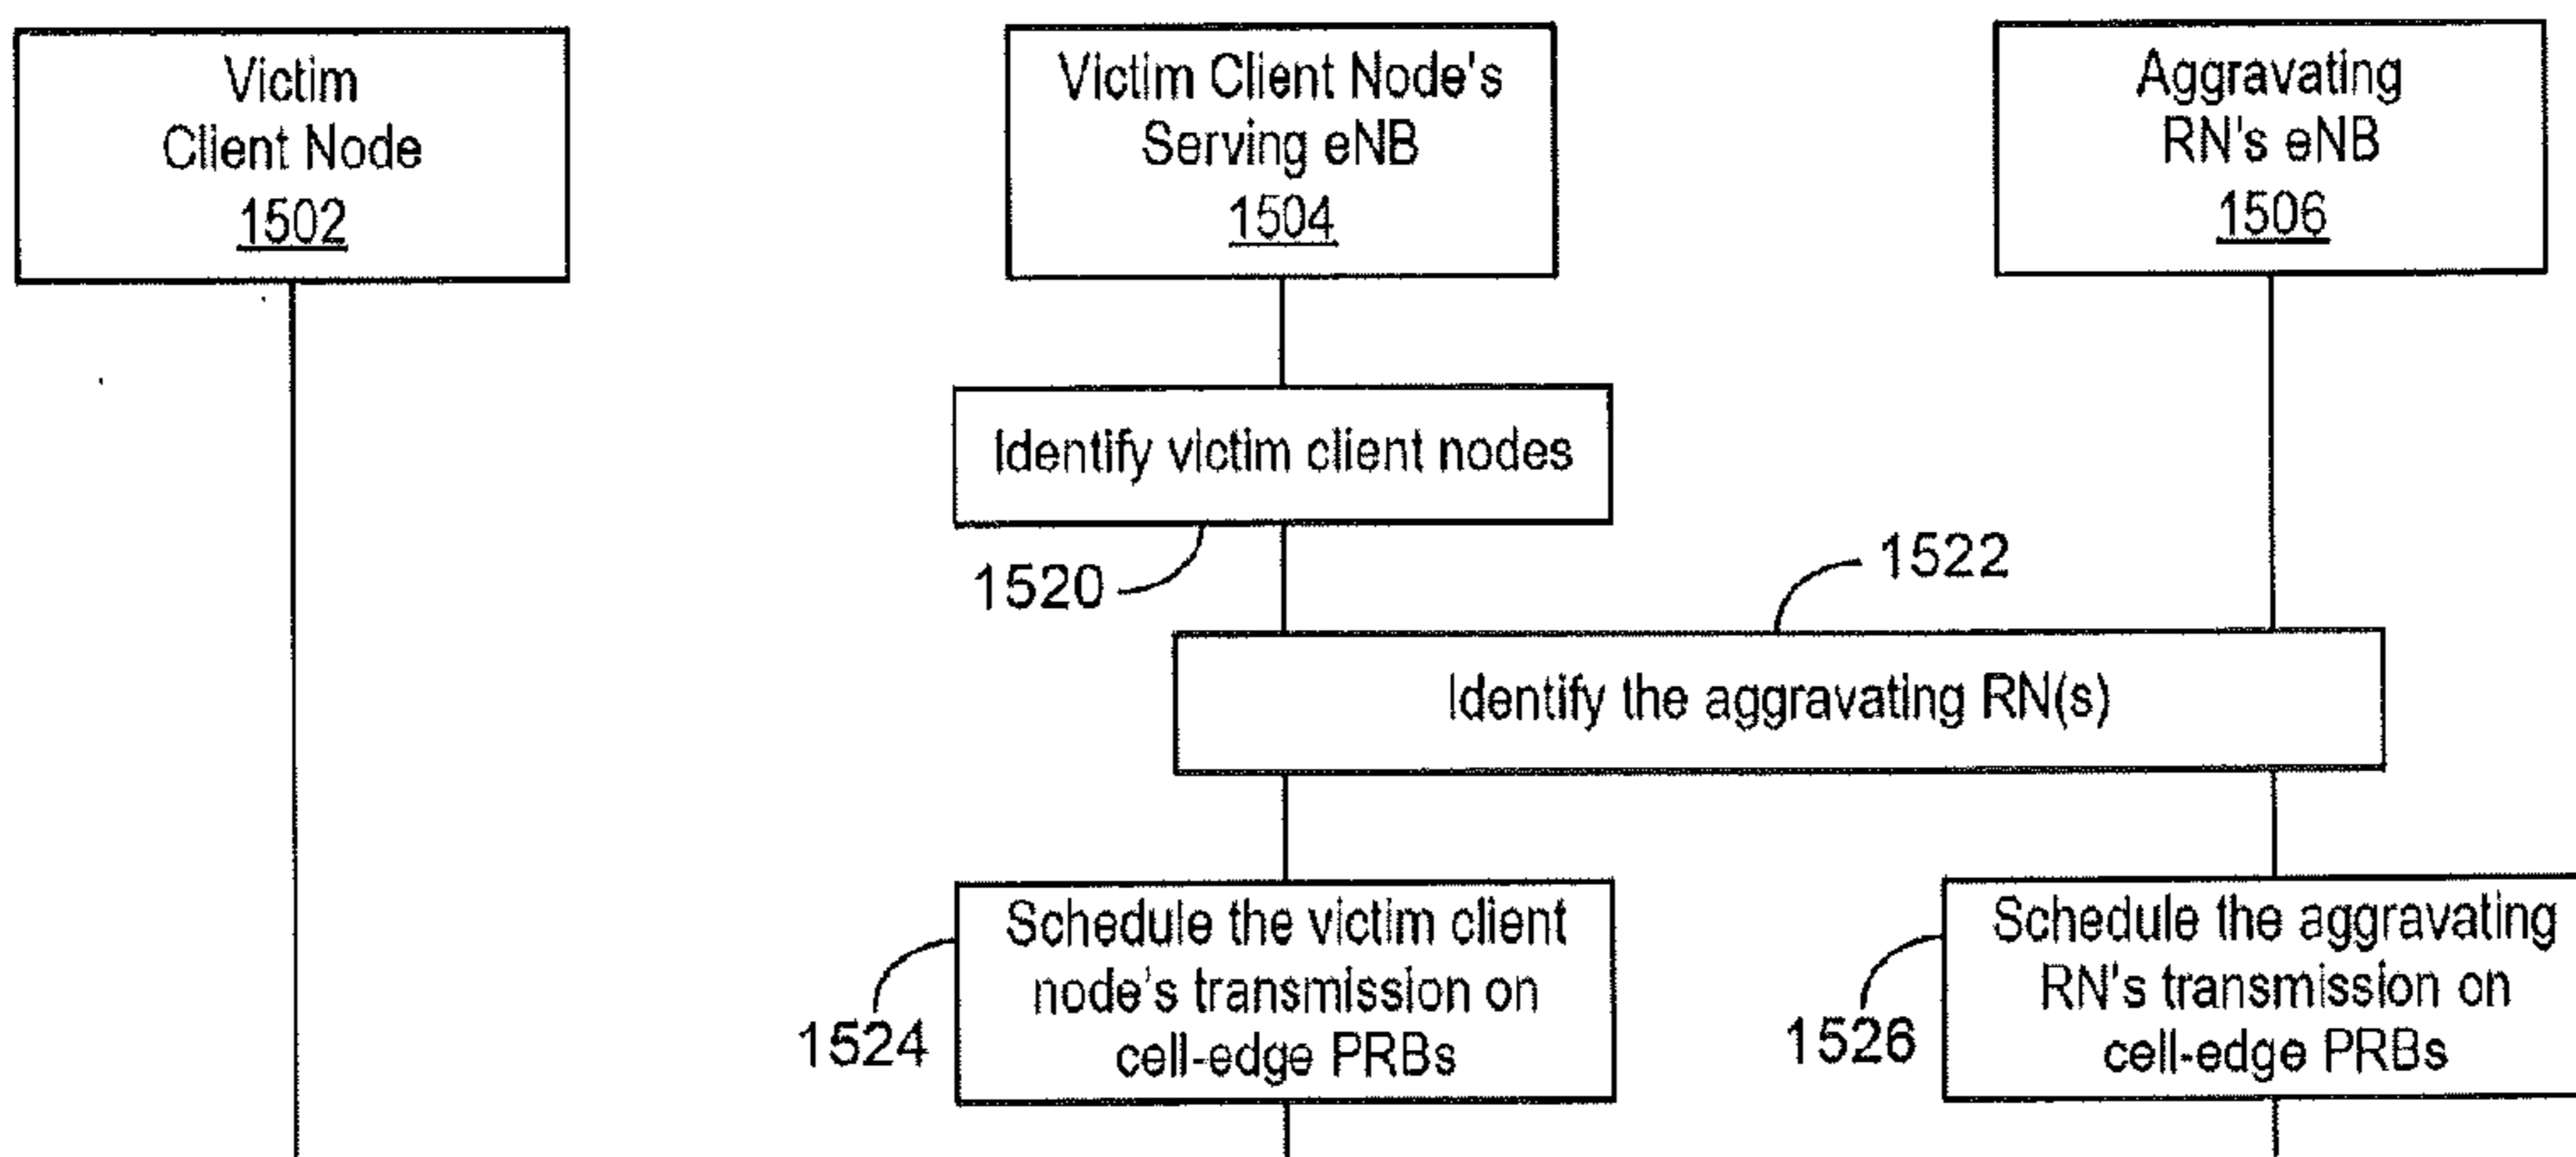 Victim
Client Node
1502
Victim Client Node's
Serving eNB
1504
Aggravating
RN's eNB
1506
Identify victim client nodes
1520
1522
Identify the aggravating RN(s)
Schedule the victim client
node's transmission on
cell-edge PRBs
1524
Schedule the aggravating
RN's transmission on
cell-edge PRBs
1526